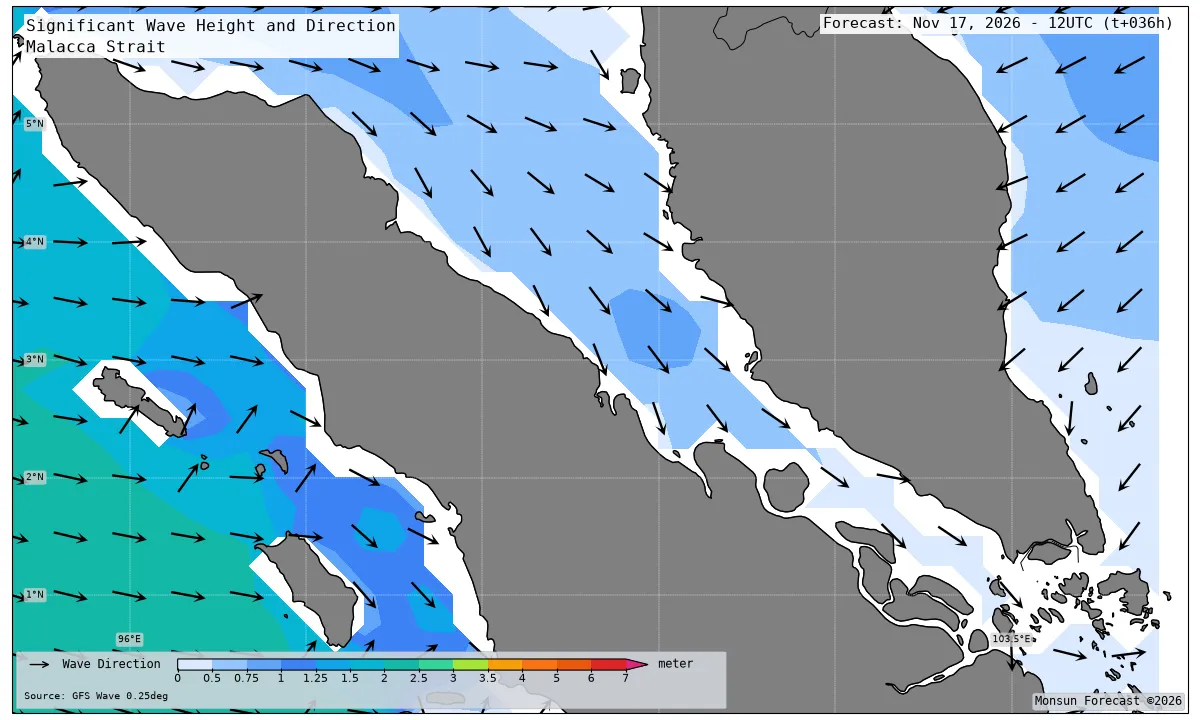 Significant Wave Height and Direction
Malacca Strait
Forecast: Nov 17, 2026 - 12UTC (t+036h)
5°N
4°N
3°N
2°N
1°N
96°E
103.5°E
Wave Direction
meter
0 0.5 0.75 1 1.25 1.5 2 2.5 3 3.5 4 5 6 7
Source: GFS Wave 0.25deg
Monsun Forecast ©2026